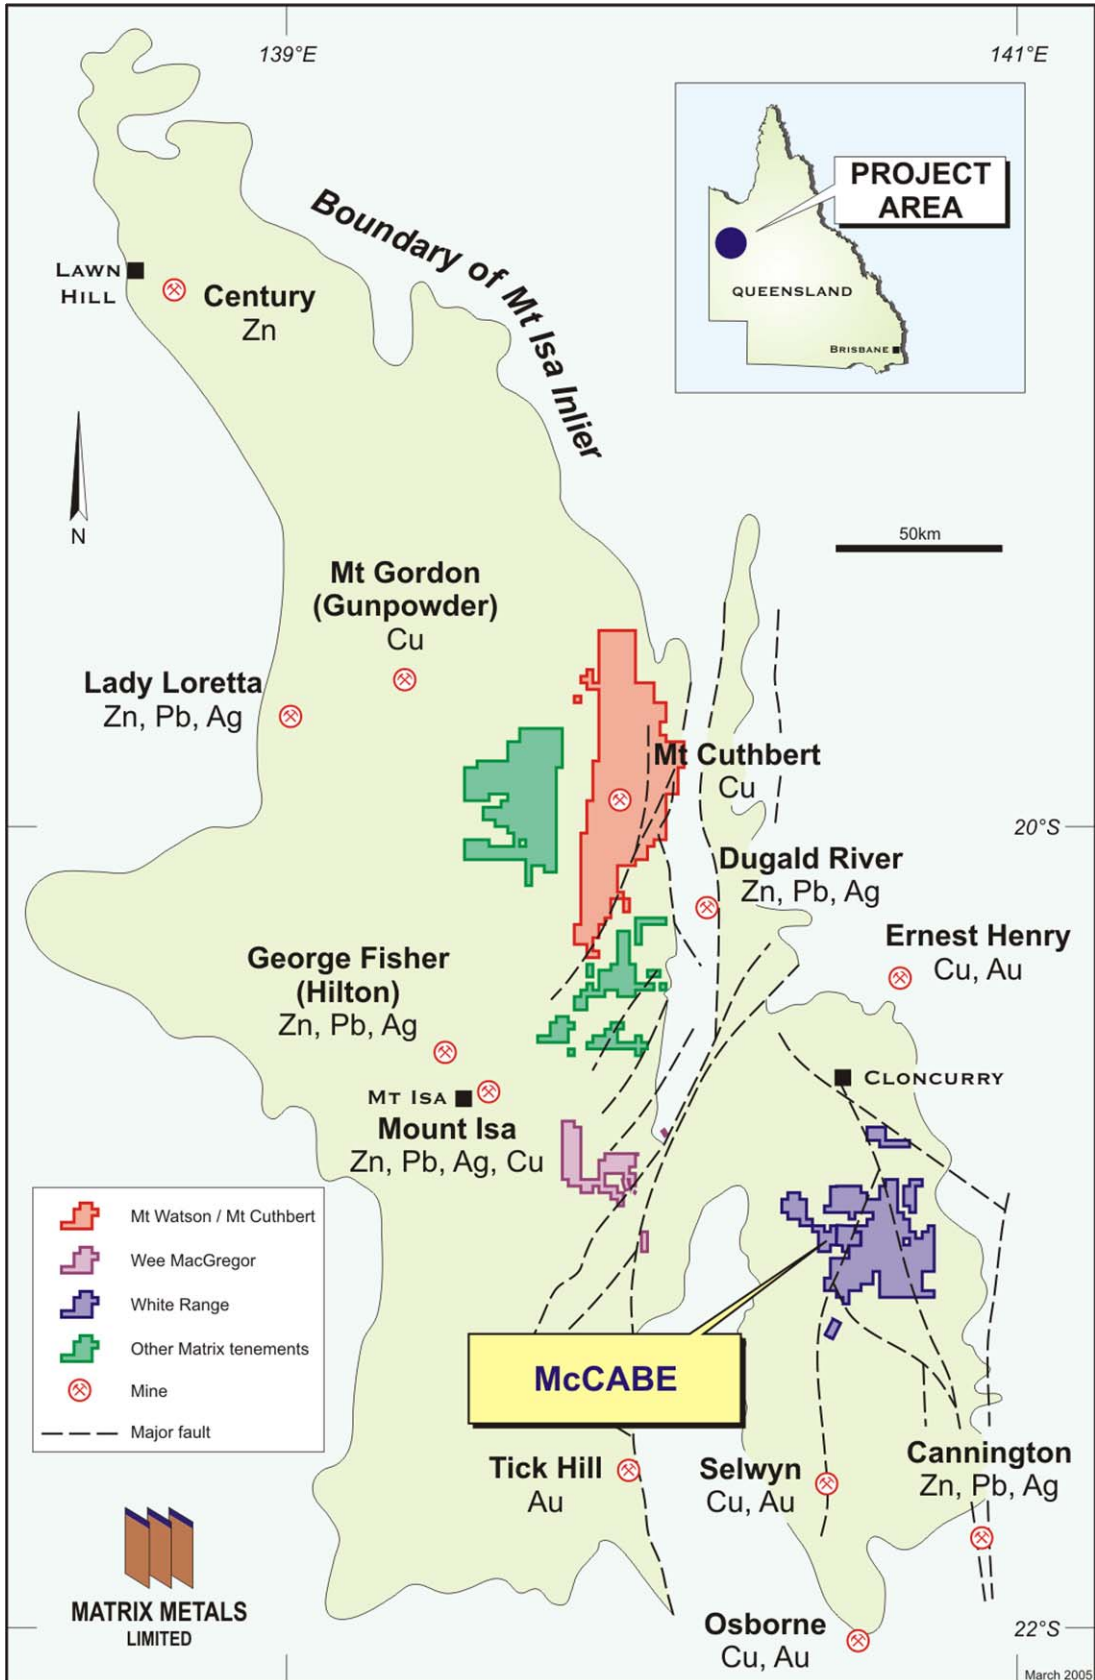 139°E
141°E
PROJECT
AREA
QUEENSLAND
BRISBANE
Boundary of Mt Isa Inlier
LAWN
HILL
Century
Zn
N
50km
Mt Gordon
(Gunpowder)
Cu
Lady Loretta
Zn, Pb, Ag
Mt Cuthbert
Cu
20°S
Dugald River
Zn, Pb, Ag
Ernest Henry
Cu, Au
George Fisher
(Hilton)
Zn, Pb, Ag
MT ISA
Mount Isa
Zn, Pb, Ag, Cu
CLONCURRY
Mt Watson / Mt Cuthbert
Wee MacGregor
White Range
Other Matrix tenements
Mine
Major fault
McCABE
Tick Hill
Au
Selwyn
Cu, Au
Cannington
Zn, Pb, Ag
MATRIX METALS
LIMITED
Osborne
Cu, Au
22°S
March 2005